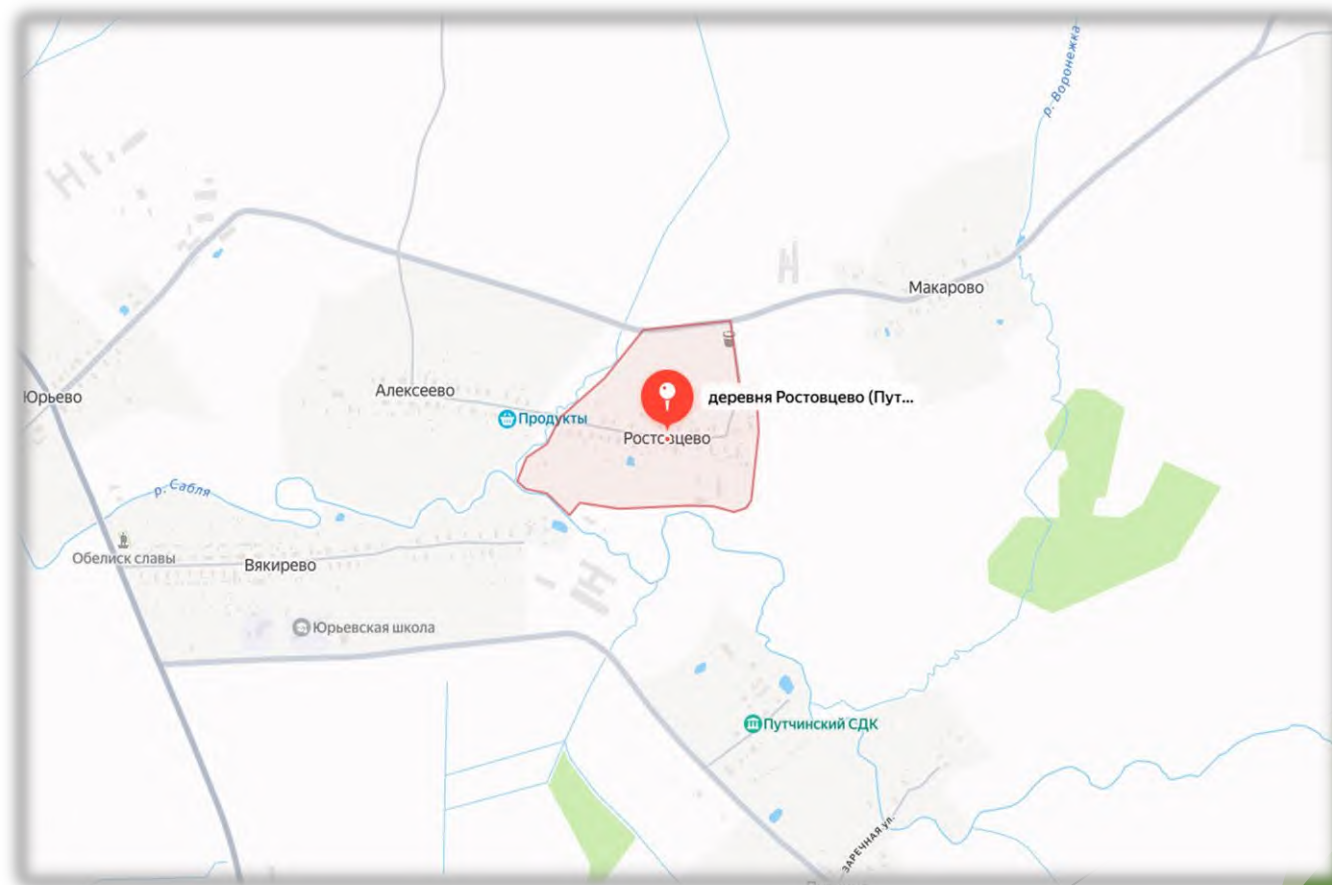 р. Воронежка
Макарово
Юрьево
Алексеево
Продукты
деревня Ростовцево (Пут...
Ростовцево
р. Сабля
Обелиск славы
Вякирево
Юрьевская школа
Путчинский СДК
ЗАРЕЧНАЯ ул.